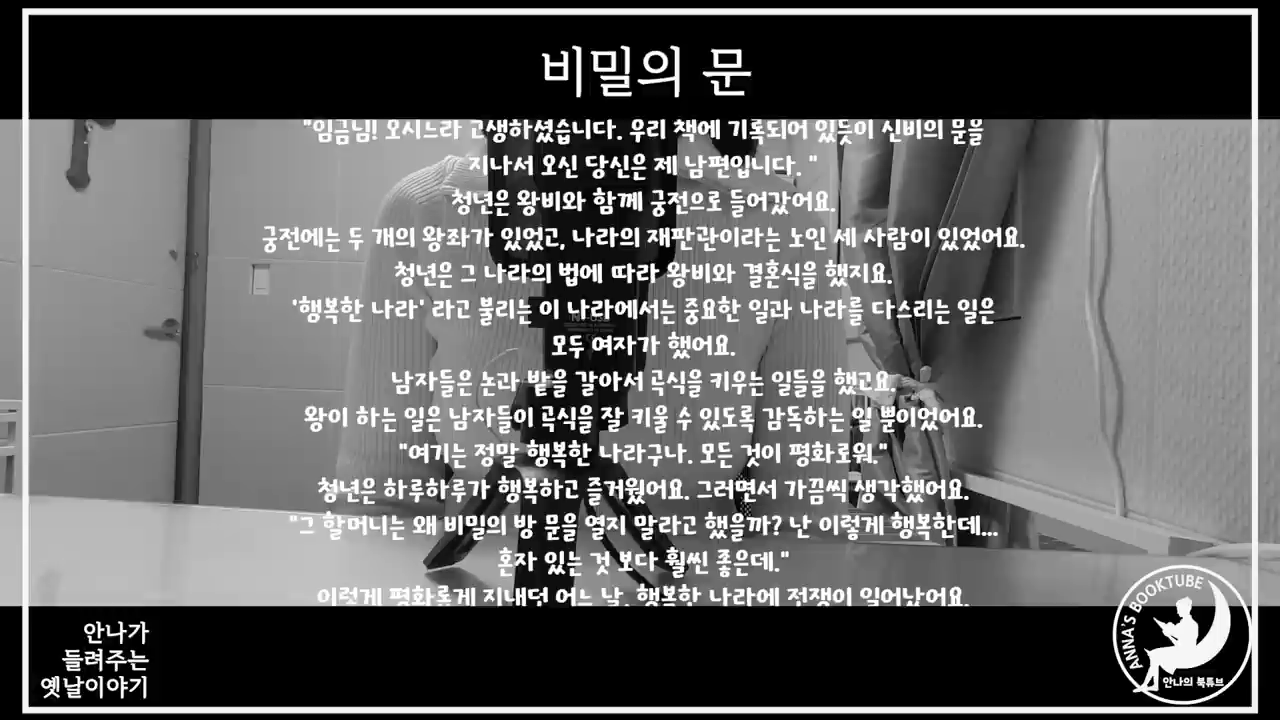 비밀의 문
"임금님! 오시느라 고생하셨습니다. 우리 책에 기록되어 있듯이 신비의 문을
지나서 오신 당신은 제 남편입니다. "
청년은 왕비와 함께 궁전으로 들어갔어요.
궁전에는 두 개의 왕좌가 있었고, 나라의 재판관이라는 노인 세 사람이 있었어요.
청년은 그 나라의 법에 따라 왕비와 결혼식을 했지요.
'행복한 나라' 라고 불리는 이 나라에서는 중요한 일과 나라를 다스리는 일은
모두 여자가 했어요.
남자들은 논과 밭을 갈아서 곡식을 키우는 일들을 했고요.
왕이 하는 일은 남자들이 곡식을 잘 키울 수 있도록 감독하는 일 뿐이었어요.
"여기는 정말 행복한 나라구나. 모든 것이 평화로워."
청년은 하루하루가 행복하고 즐거웠어요. 그러면서 가끔씩 생각했어요.
"그 할머니는 왜 비밀의 방 문을 열지 말라고 했을까? 난 이렇게 행복한데...
혼자 있는 것 보다 훨씬 좋은데."
이렇게 평화롭게 지내던 어느 날, 행복한 나라에 전쟁이 일어났어요.
안나가
들려주는
옛날이야기
ANNA'S BOOKTUBE
안나의 북튜브